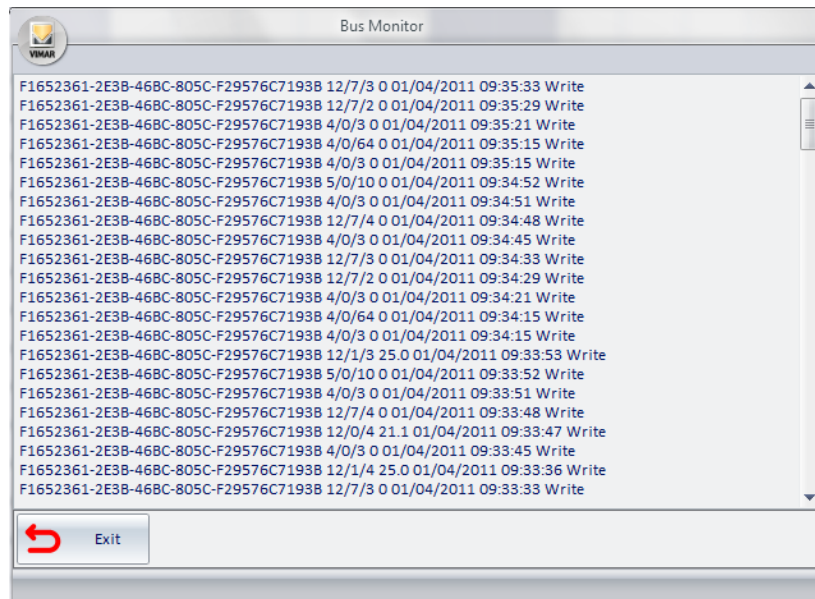 Bus Monitor
VIMAR
F1652361-2E3B-46BC-805C-F29576C7193B 12/7/3 0 01/04/2011 09:35:33 Write
F1652361-2E3B-46BC-805C-F29576C7193B 12/7/2 0 01/04/2011 09:35:29 Write
F1652361-2E3B-46BC-805C-F29576C7193B 4/0/3 0 01/04/2011 09:35:21 Write
F1652361-2E3B-46BC-805C-F29576C7193B 4/0/64 0 01/04/2011 09:35:15 Write
F1652361-2E3B-46BC-805C-F29576C7193B 4/0/3 0 01/04/2011 09:35:15 Write
F1652361-2E3B-46BC-805C-F29576C7193B 5/0/10 0 01/04/2011 09:34:52 Write
F1652361-2E3B-46BC-805C-F29576C7193B 4/0/3 0 01/04/2011 09:34:51 Write
F1652361-2E3B-46BC-805C-F29576C7193B 12/7/4 0 01/04/2011 09:34:48 Write
F1652361-2E3B-46BC-805C-F29576C7193B 4/0/3 0 01/04/2011 09:34:45 Write
F1652361-2E3B-46BC-805C-F29576C7193B 12/7/3 0 01/04/2011 09:34:33 Write
F1652361-2E3B-46BC-805C-F29576C7193B 12/7/2 0 01/04/2011 09:34:29 Write
F1652361-2E3B-46BC-805C-F29576C7193B 4/0/3 0 01/04/2011 09:34:21 Write
F1652361-2E3B-46BC-805C-F29576C7193B 4/0/64 0 01/04/2011 09:34:15 Write
F1652361-2E3B-46BC-805C-F29576C7193B 4/0/3 0 01/04/2011 09:34:15 Write
F1652361-2E3B-46BC-805C-F29576C7193B 12/1/3 25.0 01/04/2011 09:33:53 Write
F1652361-2E3B-46BC-805C-F29576C7193B 5/0/10 0 01/04/2011 09:33:52 Write
F1652361-2E3B-46BC-805C-F29576C7193B 4/0/3 0 01/04/2011 09:33:51 Write
F1652361-2E3B-46BC-805C-F29576C7193B 12/7/4 0 01/04/2011 09:33:48 Write
F1652361-2E3B-46BC-805C-F29576C7193B 12/0/4 21.1 01/04/2011 09:33:47 Write
F1652361-2E3B-46BC-805C-F29576C7193B 4/0/3 0 01/04/2011 09:33:45 Write
F1652361-2E3B-46BC-805C-F29576C7193B 12/1/4 25.0 01/04/2011 09:33:36 Write
F1652361-2E3B-46BC-805C-F29576C7193B 12/7/3 0 01/04/2011 09:33:33 Write
Exit